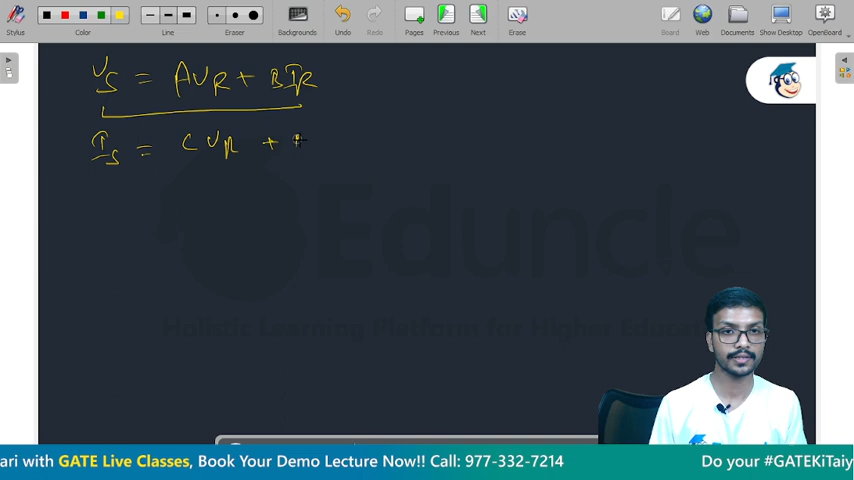 Stylus
Color
Line
Eraser
Backgrounds
Undo
Redo
Pages
Previous
Next
Erase
Board
Web
Documents
Show Desktop
OpenBoard
VS = AVR + BIR
IS = CVR +
Eduncle
Holistic Learning Platform for Higher Educat
ari with GATE Live Classes, Book Your Demo Lecture Now!! Call: 977-332-7214
Do your #GATEKiTaiy